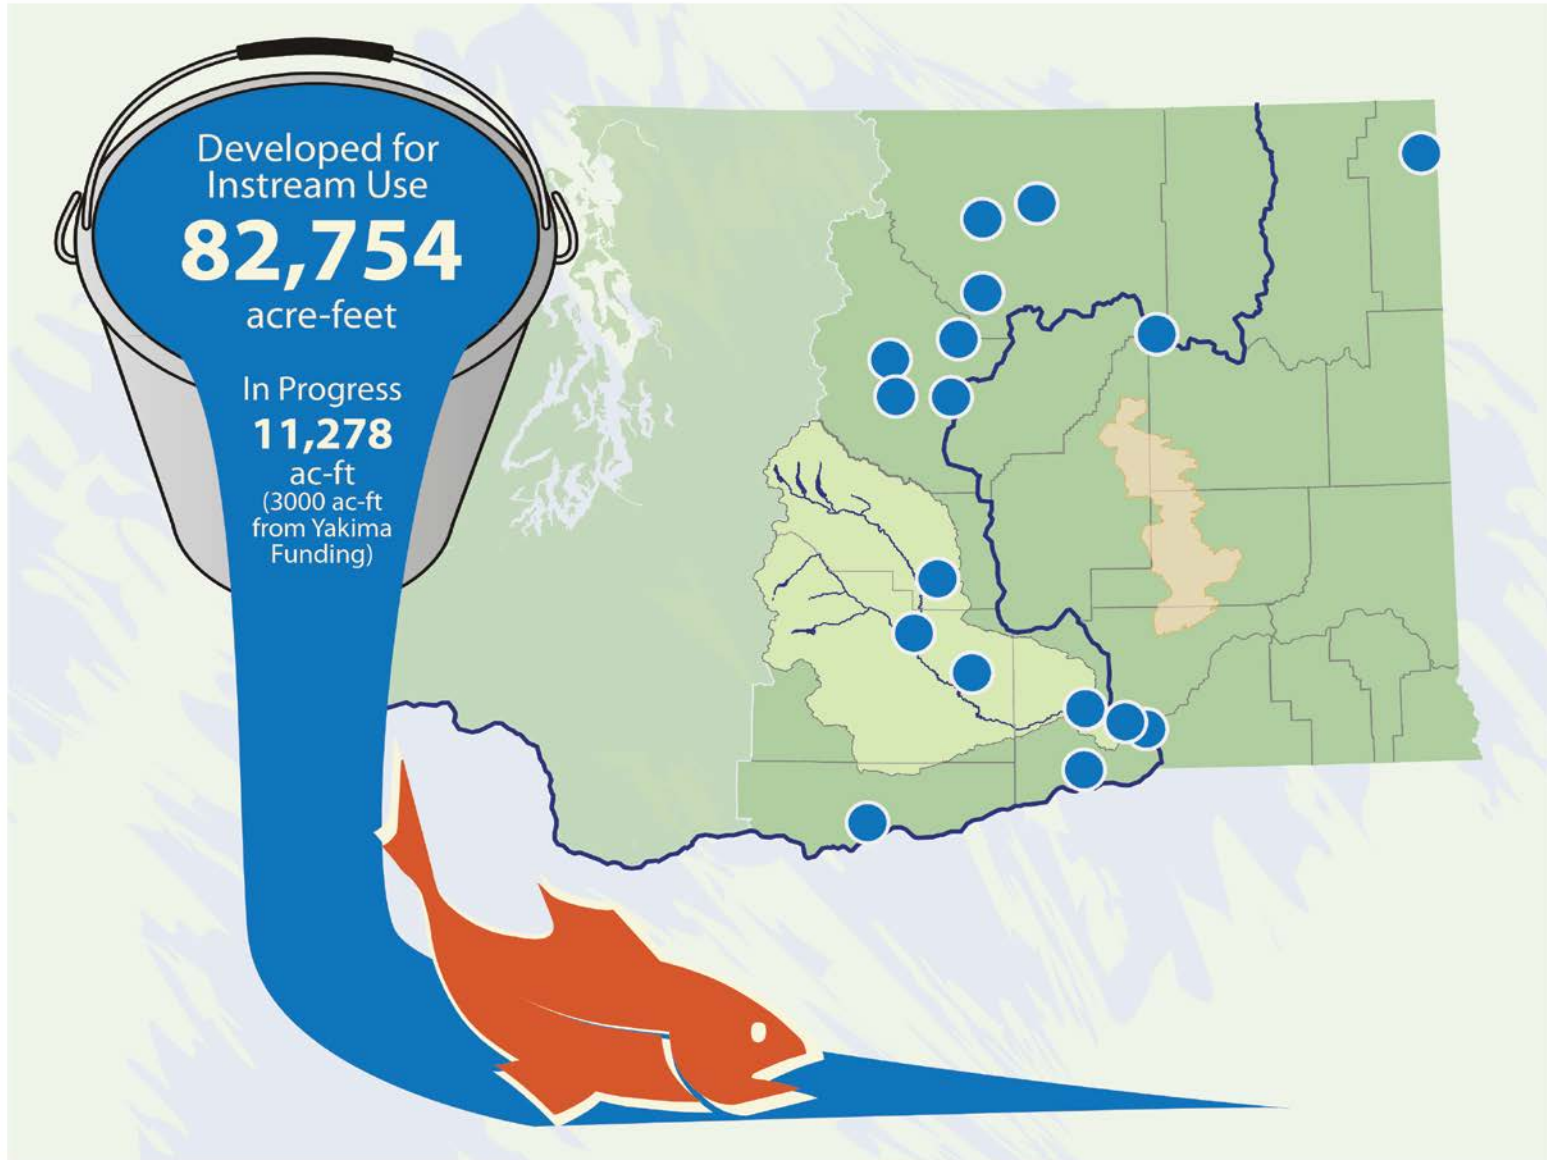 Developed for
Instream Use
82,754
acre-feet
In Progress
11,278
ac-ft
(3000 ac-ft
from Yakima
Funding)